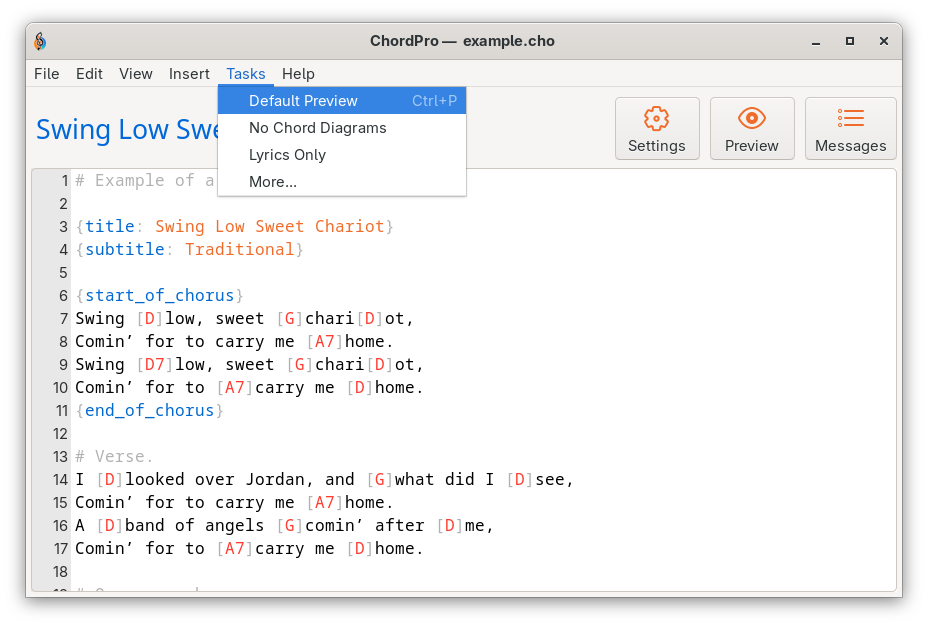 ChordPro — example.cho
File Edit View Insert Tasks Help
Default Preview Ctrl+P
No Chord Diagrams
Lyrics Only
More...
Swing Low
Settings Preview Messages
1 # Example of a
2
3 {title: Swing Low Sweet Chariot}
4 {subtitle: Traditional}
5
6 {start_of_chorus}
7 Swing [D]low, sweet [G]chari[D]ot,
8 Comin’ for to carry me [A7]home.
9 Swing [D7]low, sweet [G]chari[D]ot,
10 Comin’ for to [A7]carry me [D]home.
11 {end_of_chorus}
12
13 # Verse.
14 I [D]looked over Jordan, and [G]what did I [D]see,
15 Comin’ for to carry me [A7]home.
16 A [D]band of angels [G]comin’ after [D]me,
17 Comin’ for to [A7]carry me [D]home.
18